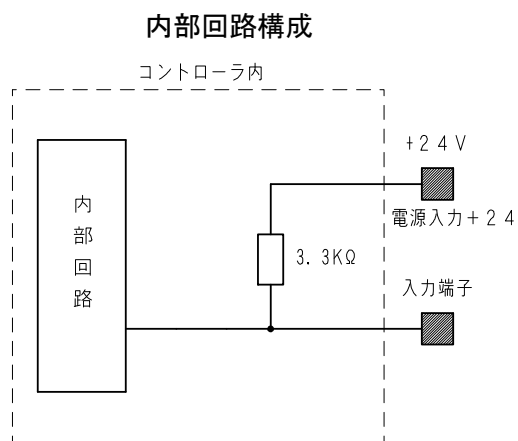 内部回路構成
コントローラ内
+24V
電源入力+24
内部回路
3.3KΩ
入力端子